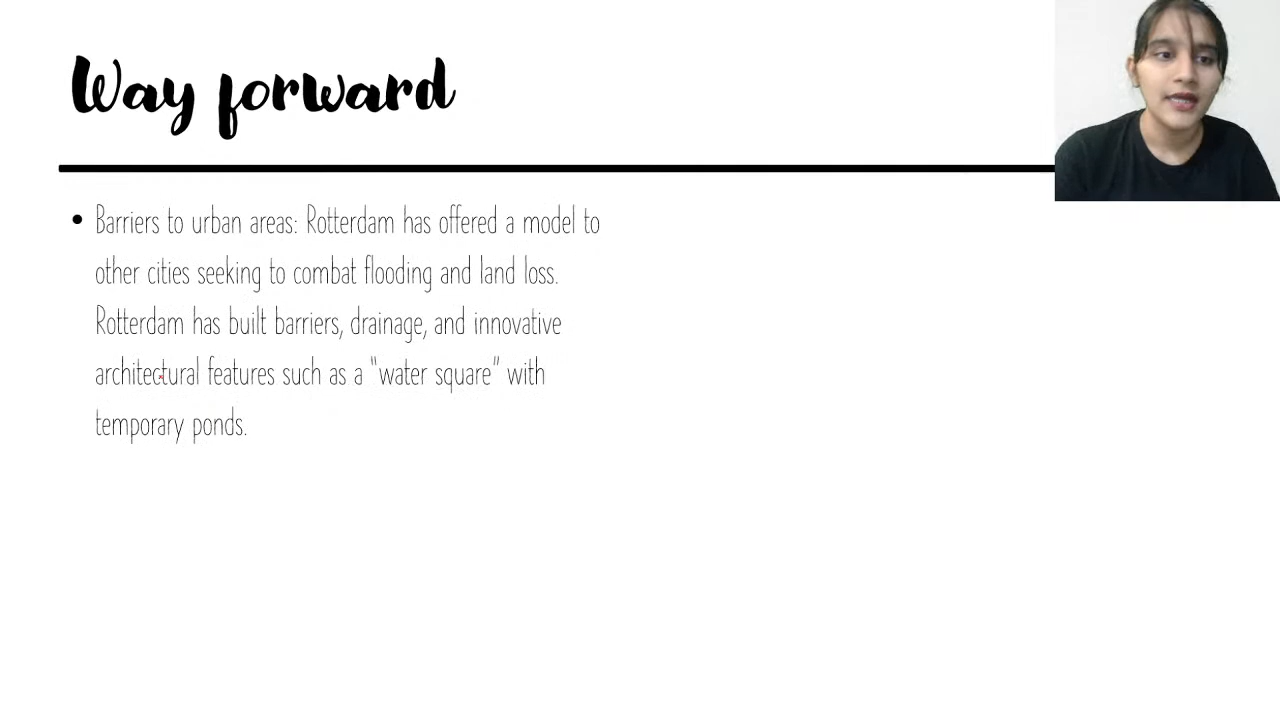 Way forward
• Barriers to urban areas: Rotterdam has offered a model to
other cities seeking to combat flooding and land loss.
Rotterdam has built barriers, drainage, and innovative
architectural features such as a “water square” with
temporary ponds.